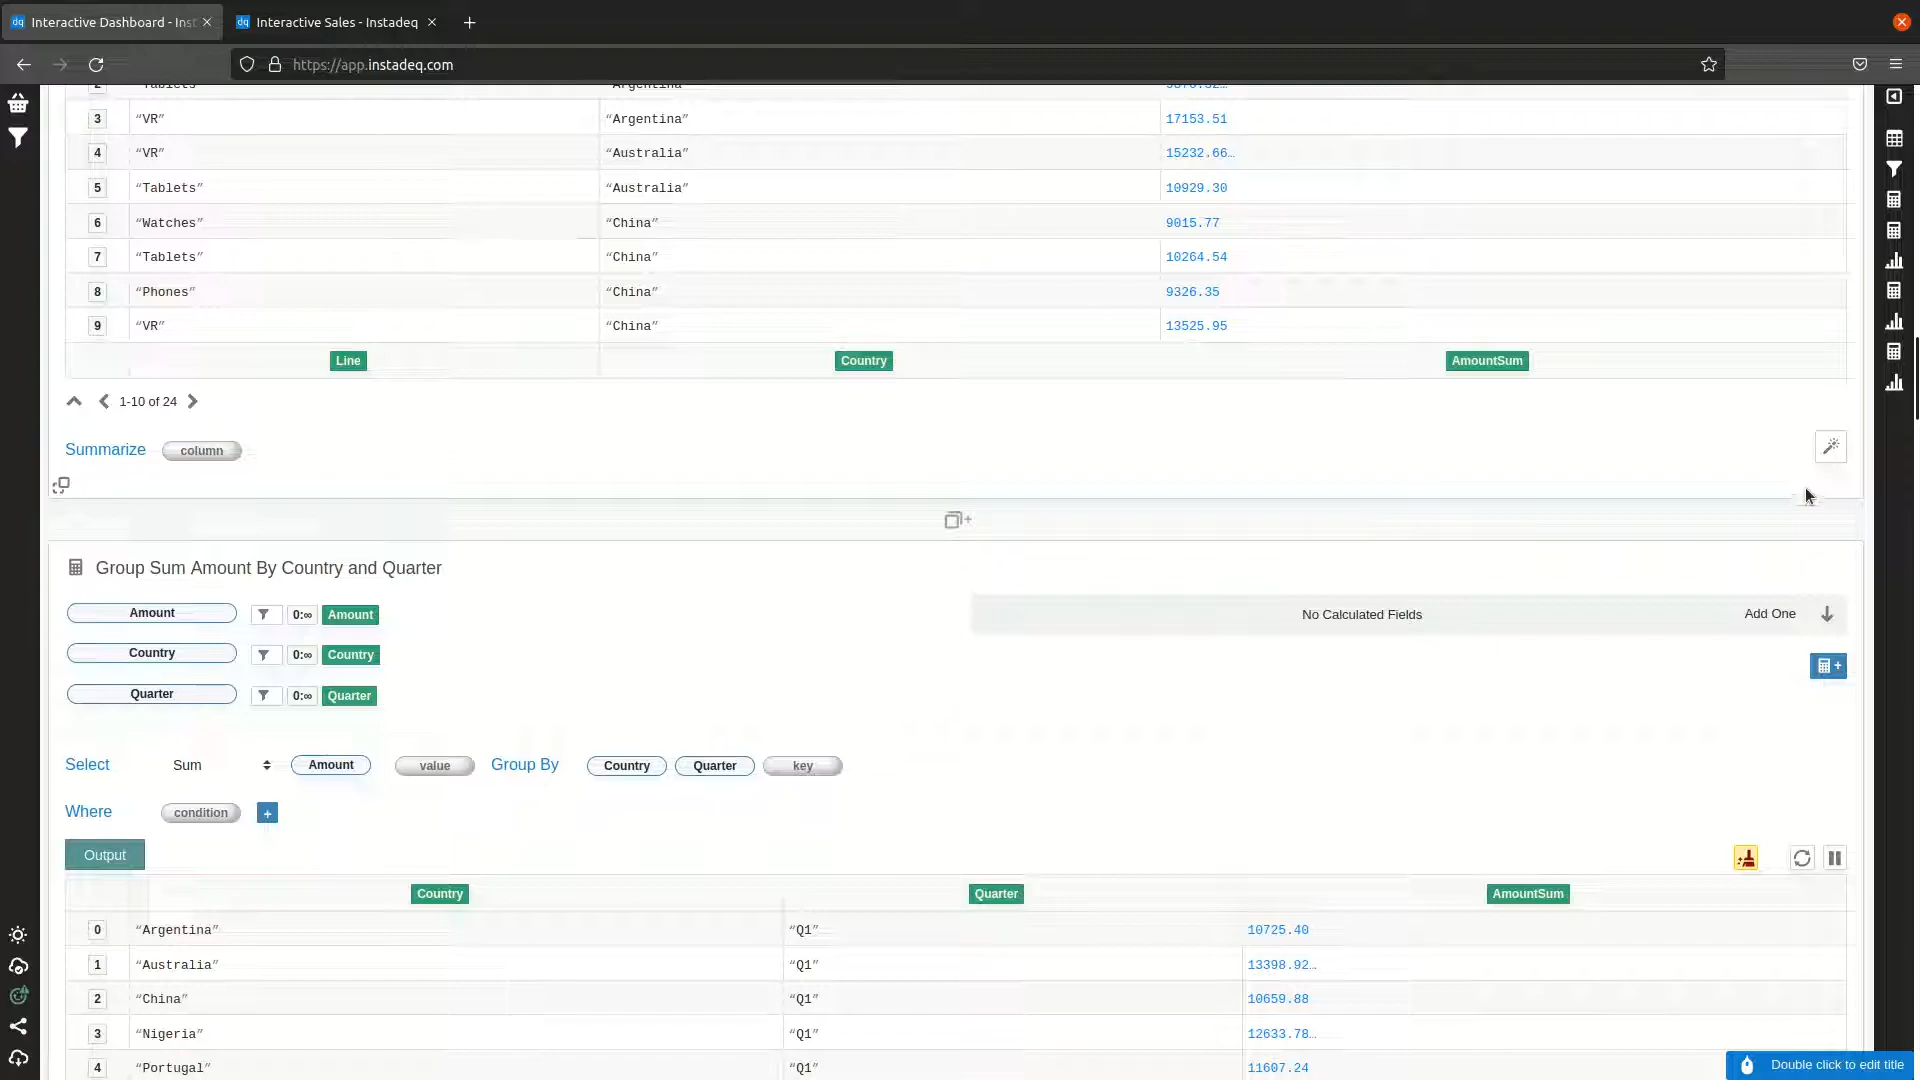 Interactive Dashboard - Inst
Interactive Sales - Instadeq
https://app.instadeq.com
3 “VR” “Argentina” 17153.51
4 “VR” “Australia” 15232.66…
5 “Tablets” “Australia” 10929.30
6 “Watches” “China” 9015.77
7 “Tablets” “China” 10264.54
8 “Phones” “China” 9326.35
9 “VR” “China” 13525.95
Line Country AmountSum
1-10 of 24
Summarize column
Group Sum Amount By Country and Quarter
Amount 0:∞ Amount
No Calculated Fields Add One
Country 0:∞ Country
Quarter 0:∞ Quarter
Select Sum Amount value Group By Country Quarter key
Where condition +
Output
Country Quarter AmountSum
0 “Argentina” “Q1” 10725.40
1 “Australia” “Q1” 13398.92…
2 “China” “Q1” 10659.88
3 “Nigeria” “Q1” 12633.78…
4 “Portugal” “Q1” 11607.24
Double click to edit title